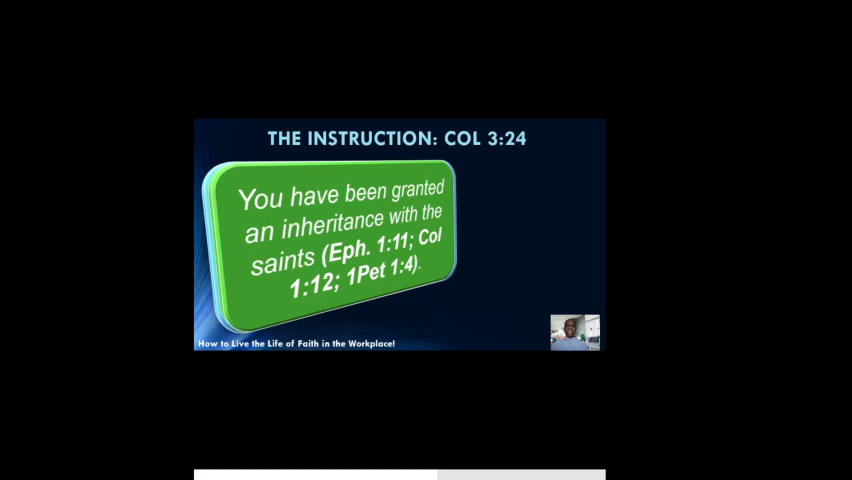 THE INSTRUCTION: COL 3:24
You have been granted
an inheritance with the
saints (Eph. 1:11; Col
1:12; 1Pet 1:4).
How to Live the Life of Faith in the Workplace!